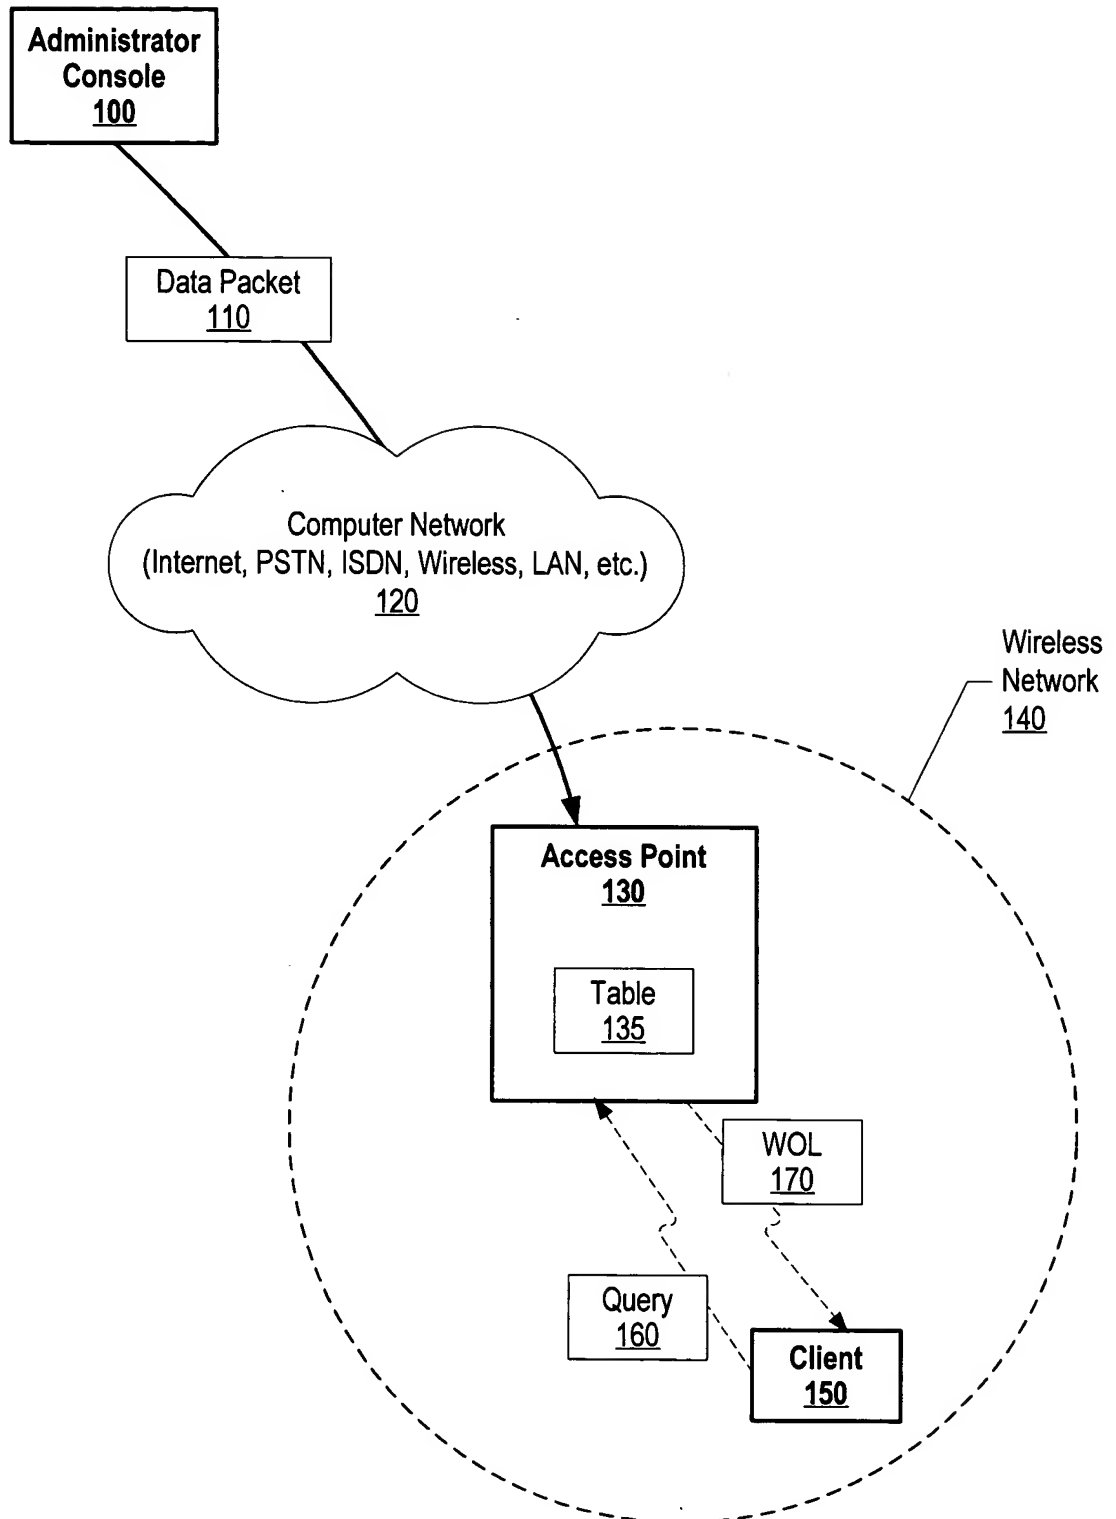 Administrator
Console
100
Data Packet
110
Computer Network
(Internet, PSTN, ISDN, Wireless, LAN, etc.)
120
Wireless
Network
140
Access Point
130
Table
135
WOL
170
Query
160
Client
150